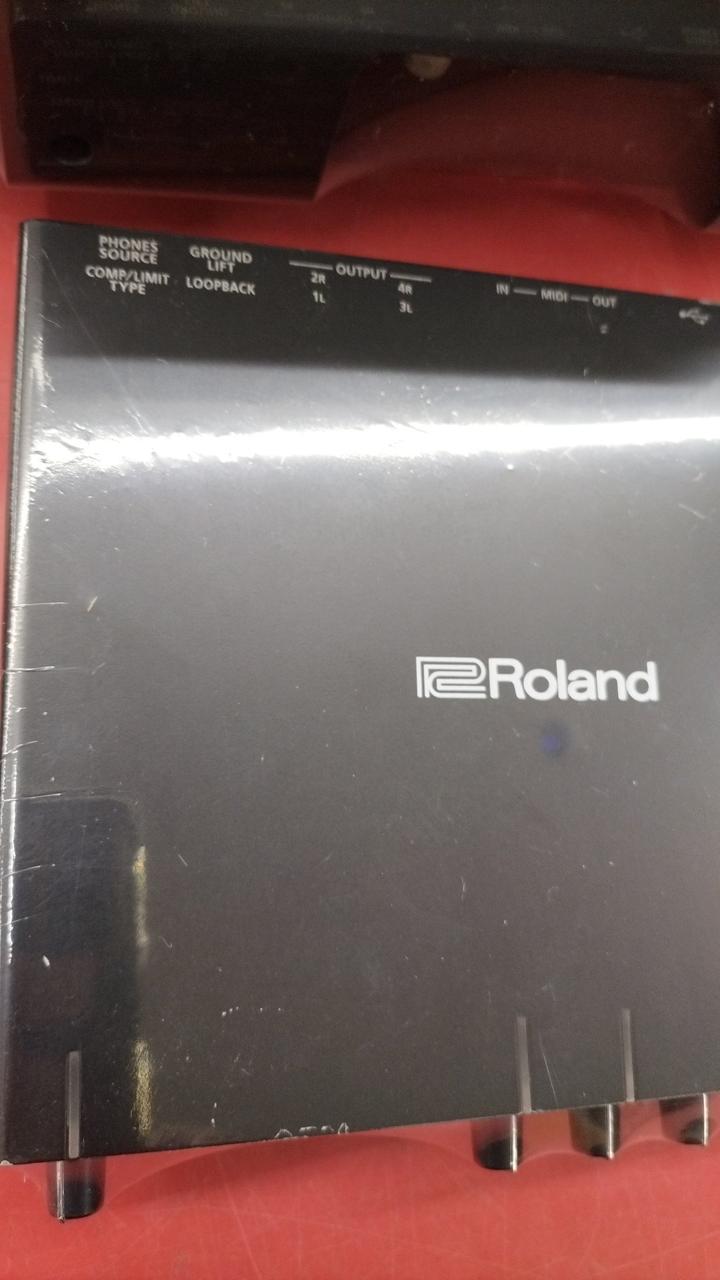 PHONES
SOURCE
GROUND
LIFT
OUTPUT
COMP/LIMIT
TYPE
LOOPBACK
2R
4R
1L
3L
IN MIDI OUT
Roland